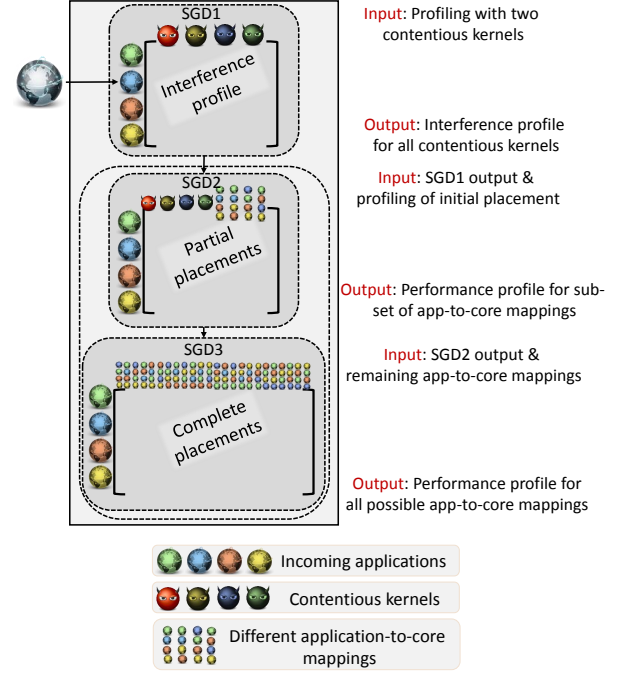 SGD1
Interference
profile
Input: Profiling with two
contentious kernels
Output: Interference profile
for all contentious kernels
SGD2
Partial
placements
Input: SGD1 output &
profiling of initial placement
Output: Performance profile for sub-
set of app-to-core mappings
SGD3
Complete
placements
Input: SGD2 output &
remaining app-to-core mappings
Output: Performance profile for
all possible app-to-core mappings
Incoming applications
Contentious kernels
Different application-to-core
mappings